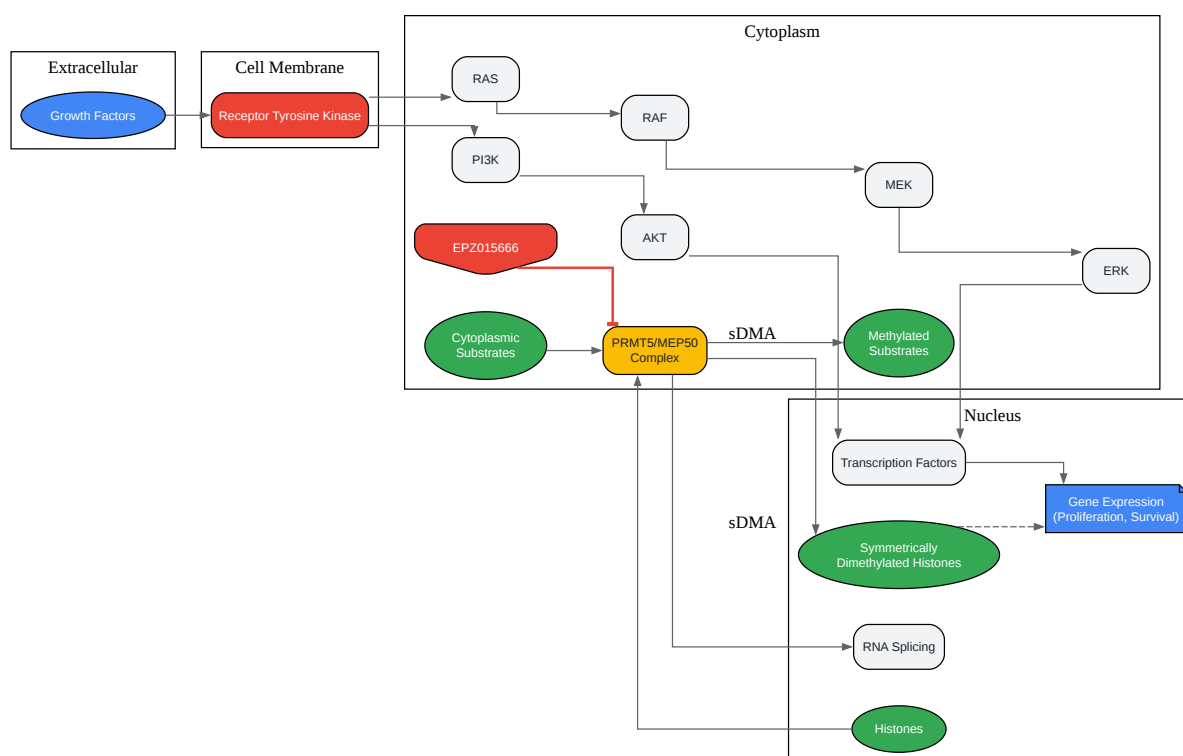 Cytoplasm
Extracellular
Cell Membrane
RAS
Growth Factors
Receptor Tyrosine Kinase
RAF
PI3K
MEK
AKT
EPZ015666
ERK
Cytoplasmic
Substrates
PRMT5/MEP50
Complex
sDMA
Methylated
Substrates
Nucleus
Transcription Factors
Gene Expression
(Proliferation, Survival)
sDMA
Symmetrically
Dimethylated Histones
RNA Splicing
Histones